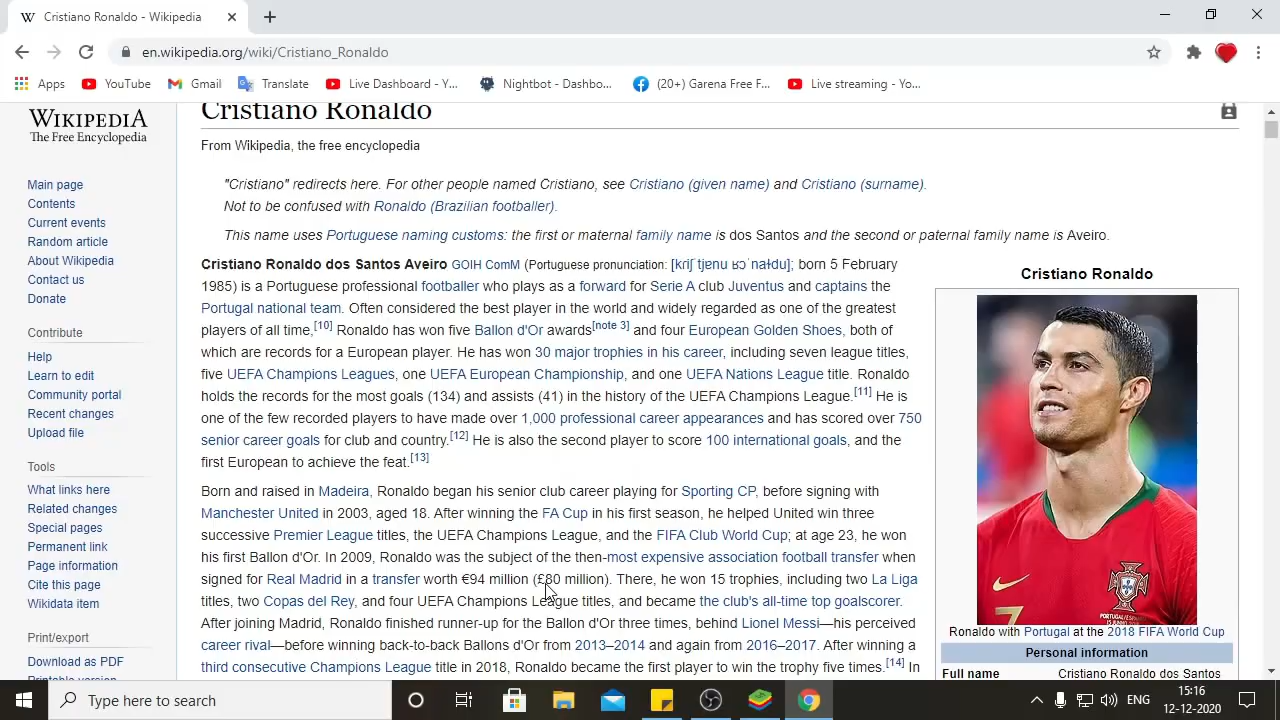 Cristiano Ronaldo - Wikipedia
en.wikipedia.org/wiki/Cristiano_Ronaldo
Apps YouTube Gmail Translate Live Dashboard - Y... Nightbot - Dashbo... (20+) Garena Free F... Live streaming - Yo...
WIKIPEDIA
The Free Encyclopedia
Main page
Contents
Current events
Random article
About Wikipedia
Contact us
Donate
Contribute
Help
Learn to edit
Community portal
Recent changes
Upload file
Tools
What links here
Related changes
Special pages
Permanent link
Page information
Cite this page
Wikidata item
Print/export
Download as PDF
Printable version
Cristiano Ronaldo
From Wikipedia, the free encyclopedia
"Cristiano" redirects here. For other people named Cristiano, see Cristiano (given name) and Cristiano (surname).
Not to be confused with Ronaldo (Brazilian footballer).
This name uses Portuguese naming customs: the first or maternal family name is dos Santos and the second or paternal family name is Aveiro.
Cristiano Ronaldo dos Santos Aveiro GOIH ComM (Portuguese pronunciation: [kɾiʃˈtjɐnu ʁɔˈnaɫdu]; born 5 February
1985) is a Portuguese professional footballer who plays as a forward for Serie A club Juventus and captains the
Portugal national team. Often considered the best player in the world and widely regarded as one of the greatest
players of all time,[10] Ronaldo has won five Ballon d'Or awards[note 3] and four European Golden Shoes, both of
which are records for a European player. He has won 30 major trophies in his career, including seven league titles,
five UEFA Champions Leagues, one UEFA European Championship, and one UEFA Nations League title. Ronaldo
holds the records for the most goals (134) and assists (41) in the history of the UEFA Champions League.[11] He is
one of the few recorded players to have made over 1,000 professional career appearances and has scored over 750
senior career goals for club and country.[12] He is also the second player to score 100 international goals, and the
first European to achieve the feat.[13]
Born and raised in Madeira, Ronaldo began his senior club career playing for Sporting CP, before signing with
Manchester United in 2003, aged 18. After winning the FA Cup in his first season, he helped United win three
successive Premier League titles, the UEFA Champions League, and the FIFA Club World Cup; at age 23, he won
his first Ballon d'Or. In 2009, Ronaldo was the subject of the then-most expensive association football transfer when
signed for Real Madrid in a transfer worth €94 million (£80 million). There, he won 15 trophies, including two La Liga
titles, two Copas del Rey, and four UEFA Champions League titles, and became the club's all-time top goalscorer.
After joining Madrid, Ronaldo finished runner-up for the Ballon d'Or three times, behind Lionel Messi—his perceived
career rival—before winning back-to-back Ballons d'Or from 2013–2014 and again from 2016–2017. After winning a
third consecutive Champions League title in 2018, Ronaldo became the first player to win the trophy five times.[14] In
Cristiano Ronaldo
7
Ronaldo with Portugal at the 2018 FIFA World Cup
Personal information
Full name Cristiano Ronaldo dos Santos
Type here to search
ENG
15:16
12-12-2020